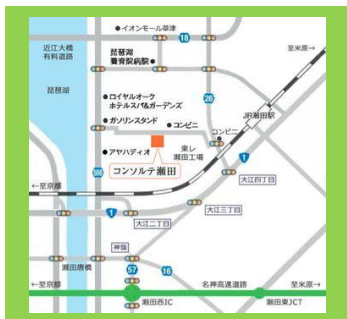 ●イオンモール草津
18
近江大橋
有料道路
至米原→
琵琶湖
養育院病院●
琵琶湖
●ロイヤルオーク
ホテルスパ&ガーデンズ
26
●ガソリンスタンド
●コンビニ
コンビニ
JR瀬田駅
●アヤハディオ
東レ
瀬田工場
コンソルテ瀬田
1
大江四丁目
←至京都
大江三丁目
1
大江二丁目
神領
瀬田唐橋
57
16
←至京都
名神高速道路
至米原→
瀬田西IC
瀬田東JCT